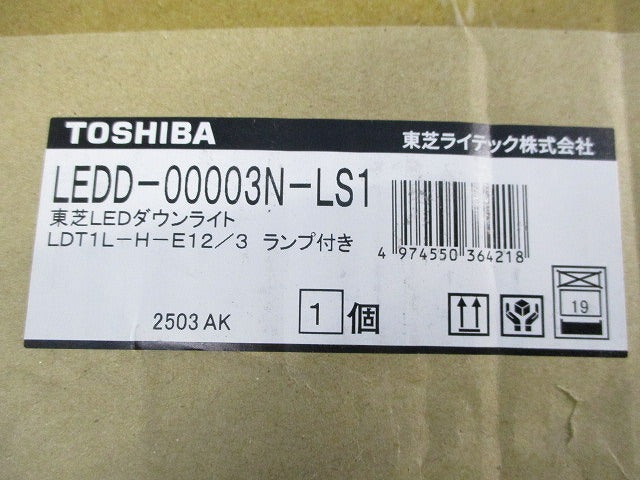 TOSHIBA 東芝ライテック株式会社
LEDD-00003N-LS1
東芝LEDダウンライト
LDT1L-H-E12/3 ランプ付き
4 974550 364218
2503 AK 1 個
19